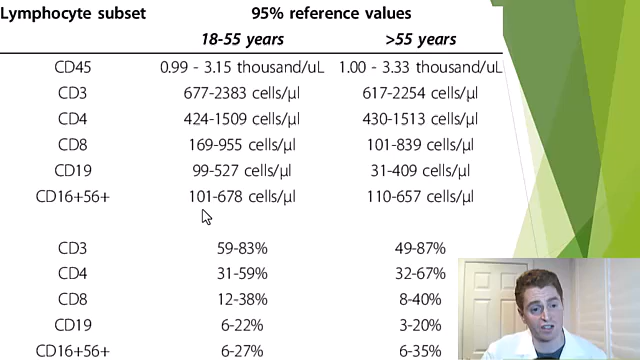 Lymphocyte subset 95% reference values
18-55 years >55 years
CD45 0.99 - 3.15 thousand/uL 1.00 - 3.33 thousand/uL
CD3 677-2383 cells/µl 617-2254 cells/µl
CD4 424-1509 cells/µl 430-1513 cells/µl
CD8 169-955 cells/µl 101-839 cells/µl
CD19 99-527 cells/µl 31-409 cells/µl
CD16+56+ 101-678 cells/µl 110-657 cells/µl
CD3 59-83% 49-87%
CD4 31-59% 32-67%
CD8 12-38% 8-40%
CD19 6-22% 3-20%
CD16+56+ 6-27% 6-35%